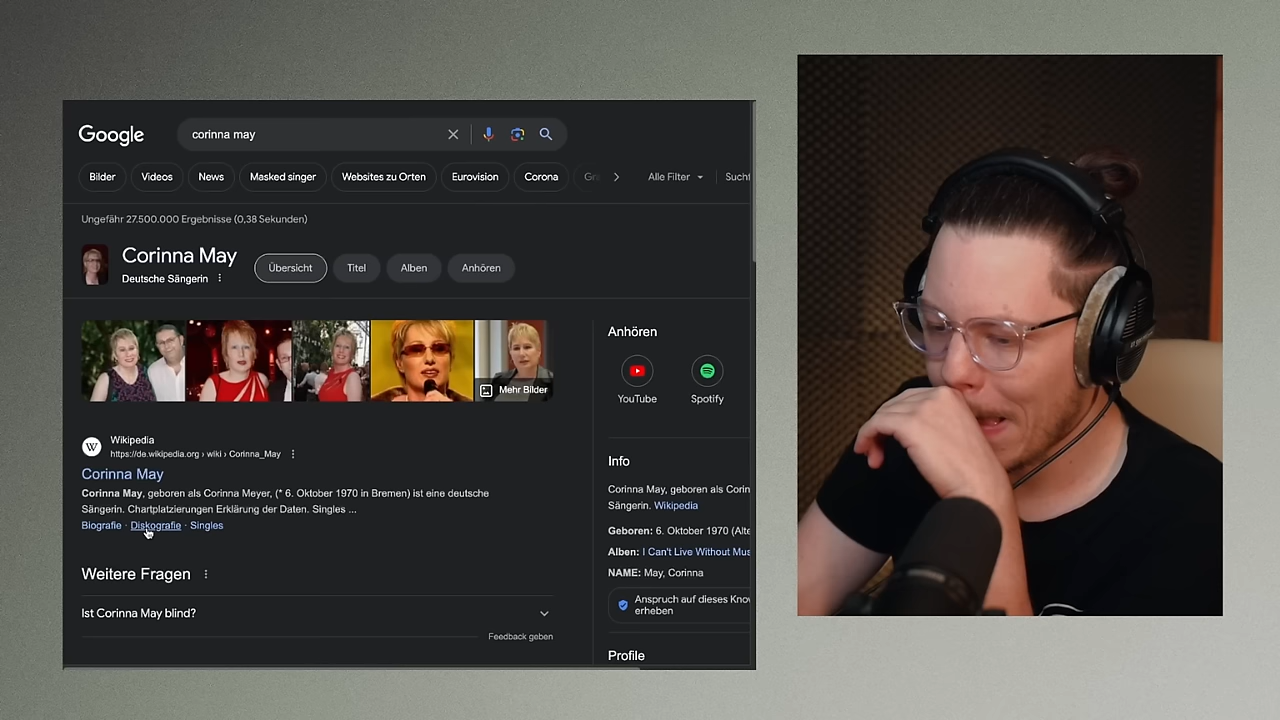 Google
corinna may
Bilder
Videos
News
Masked singer
Websites zu Orten
Eurovision
Corona
Alle Filter
Ungefähr 27.500.000 Ergebnisse (0,38 Sekunden)
Corinna May
Deutsche Sängerin
Übersicht
Titel
Alben
Anhören
Mehr Bilder
Wikipedia
https://de.wikipedia.org › wiki › Corinna_May
Corinna May
Corinna May, geboren als Corinna Meyer, (* 6. Oktober 1970 in Bremen) ist eine deutsche
Sängerin. Chartplatzierungen Erklärung der Daten. Singles ...
Biografie · Diskografie · Singles
Weitere Fragen
Ist Corinna May blind?
Feedback geben
Anhören
YouTube
Spotify
Info
Corinna May, geboren als
Sängerin. Wikipedia
Geboren: 6. Oktober 1970
Alben: I Can't Live Without
NAME: May, Corinna
Anspruch auf dieses
erheben
Profile